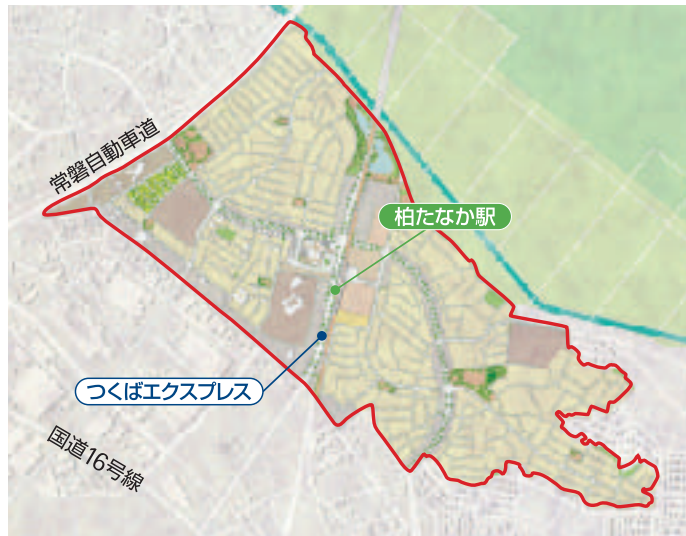 常磐自動車道
柏たなか駅
つくばエクスプレス
国道16号線